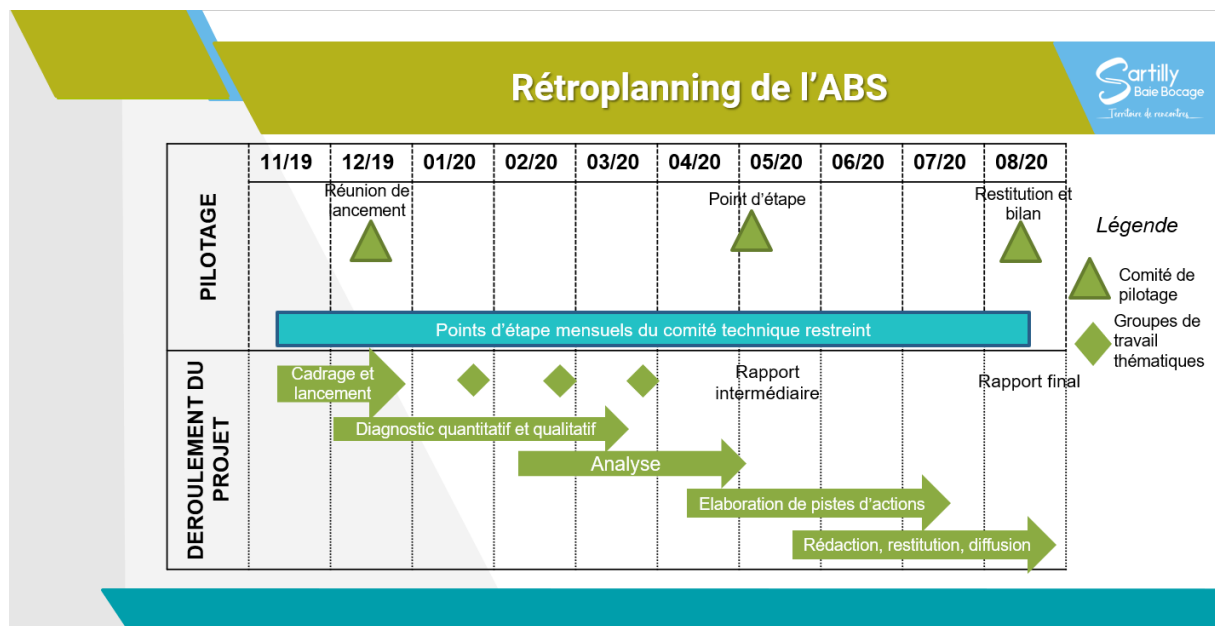 Rétroplanning de l'ABS
Sartilly
Baie Bocage
Territoire de rencontres
11/19 12/19 01/20 02/20 03/20 04/20 05/20 06/20 07/20 08/20
PILOTAGE
Réunion de
lancement
Point d'étape
Restitution et
bilan
Points d'étape mensuels du comité technique restreint
Légende
Comité de
pilotage
Groupes de
travail
thématiques
DEROULEMENT DU
PROJET
Cadrage et
lancement
Rapport
intermédiaire
Rapport final
Diagnostic quantitatif et qualitatif
Analyse
Elaboration de pistes d'actions
Rédaction, restitution, diffusion